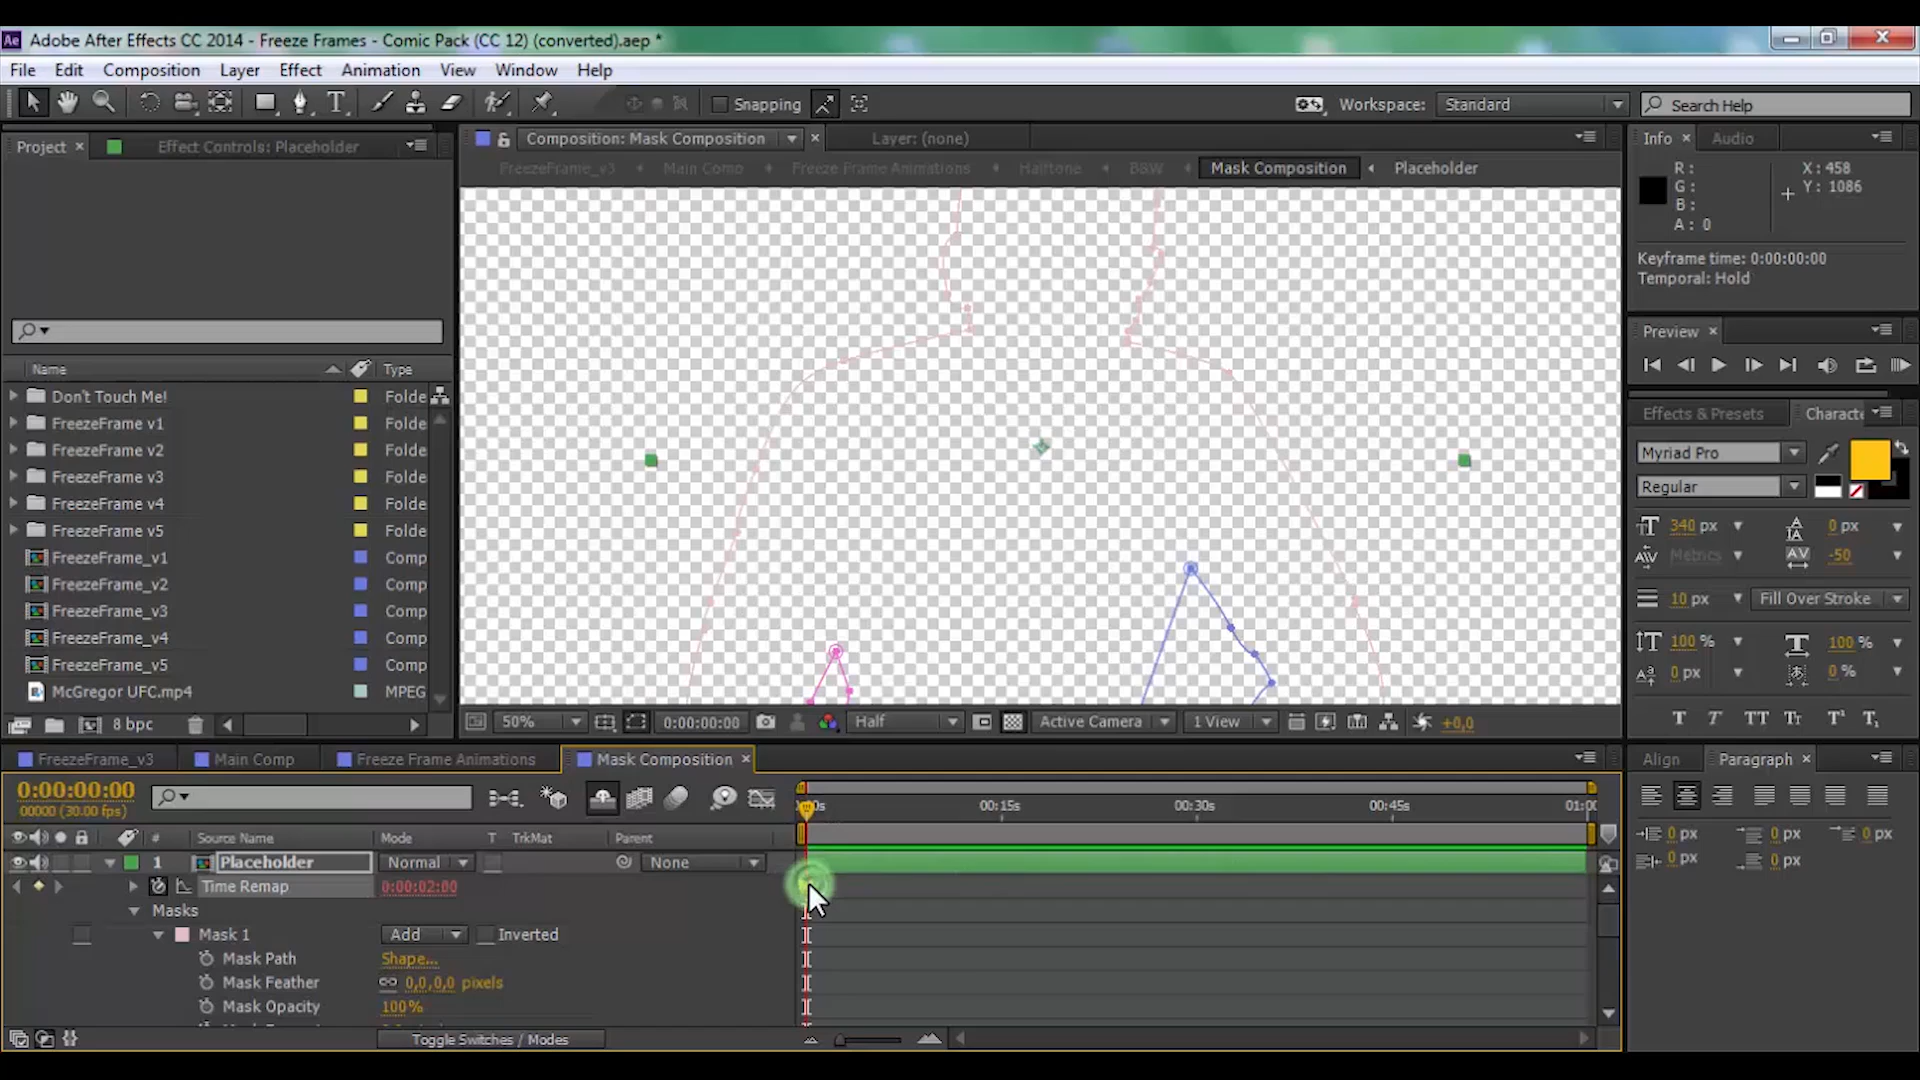 Adobe After Effects CC 2014 - Freeze Frames - Comic Pack (CC 12) (converted).aep *
File Edit Composition Layer Effect Animation View Window Help
Snapping
Workspace: Standard
Search Help
Project
Effect Controls: Placeholder
Name Type
Don't Touch Me! Folde
FreezeFrame v1 Folde
FreezeFrame v2 Folde
FreezeFrame v3 Folde
FreezeFrame v4 Folde
FreezeFrame v5 Folde
FreezeFrame_v1 Comp
FreezeFrame_v2 Comp
FreezeFrame_v3 Comp
FreezeFrame_v4 Comp
FreezeFrame_v5 Comp
McGregor UFC.mp4 MPEG
8 bpc
Composition: Mask Composition
Layer: (none)
FreezeFrame_v3 Main Comp Freeze Frame Animations Halftone B&W Mask Composition Placeholder
50% 0:00:00:00 Half Active Camera 1 View +0,0
Info Audio
R: X: 458
G: Y: 1086
B:
A: 0
Keyframe time: 0:00:00:00
Temporal: Hold
Preview
Effects & Presets Characte
Myriad Pro
Regular
340 px 0 px
Metrics -50
10 px Fill Over Stroke
100 % 100 %
0 px 0 %
T T TT Tr T¹ T₁
FreezeFrame_v3 Main Comp Freeze Frame Animations Mask Composition
0:00:00:00
00000 (30.00 fps)
00:15s 00:30s 00:45s
# Source Name Mode T TrkMat Parent
1 Placeholder Normal None
Time Remap 0:00:02:00
Masks
Mask 1 Add Inverted
Mask Path Shape...
Mask Feather 0,0,0,0 pixels
Mask Opacity 100%
Toggle Switches / Modes
Align Paragraph
0 px 0 px 0 px
0 px 0 px